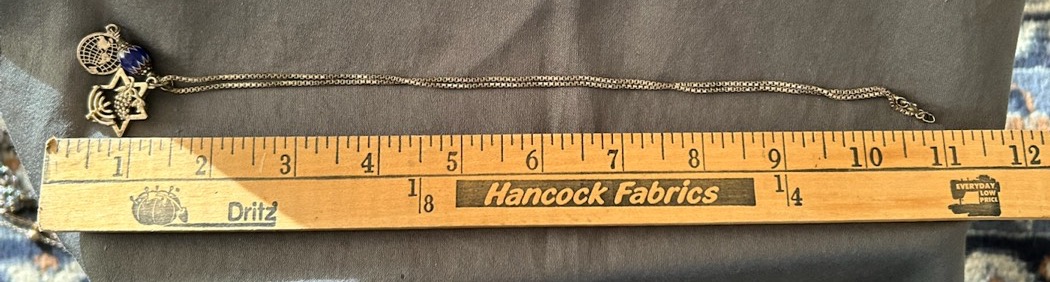 1 2 3 4 5 6 7 8 9 10 11 12
1/8 Hancock Fabrics 1/4 EVERYDAY
LOW
PRICE
Dritz